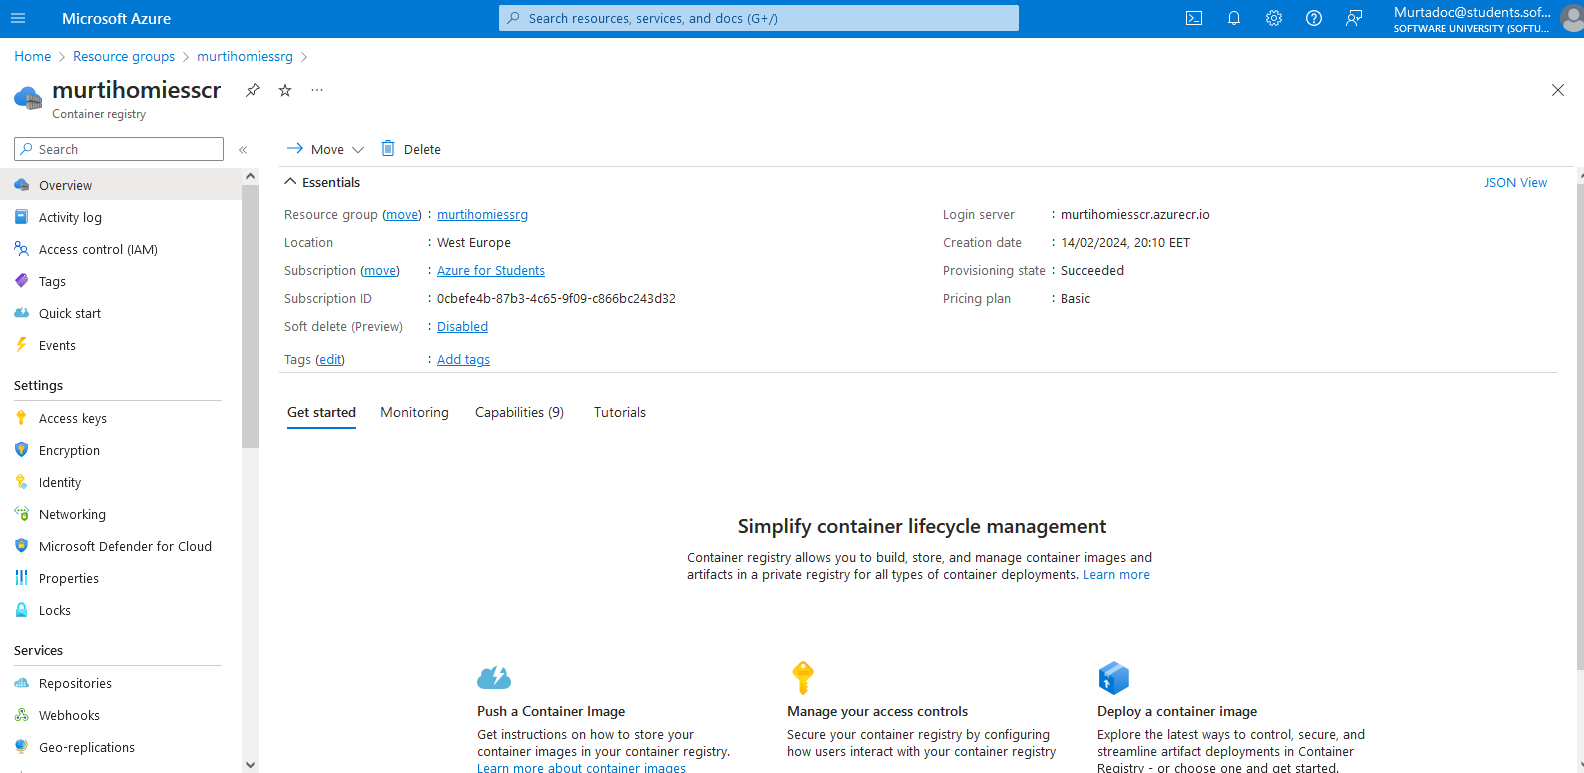 Microsoft Azure
Search resources, services, and docs (G+/)
Murtadoc@students.sof...
SOFTWARE UNIVERSITY (SOFTU...
Home > Resource groups > murtihomiessrg >
murtihomiesscr
Container registry
Search
Overview
Activity log
Access control (IAM)
Tags
Quick start
Events
Settings
Access keys
Encryption
Identity
Networking
Microsoft Defender for Cloud
Properties
Locks
Services
Repositories
Webhooks
Geo-replications
Move
Delete
Essentials
JSON View
Resource group (move) : murtihomiessrg
Location : West Europe
Subscription (move) : Azure for Students
Subscription ID : 0cbefe4b-87b3-4c65-9f09-c866bc243d32
Soft delete (Preview) : Disabled
Tags (edit) : Add tags
Login server : murtihomiesscr.azurecr.io
Creation date : 14/02/2024, 20:10 EET
Provisioning state : Succeeded
Pricing plan : Basic
Get started
Monitoring
Capabilities (9)
Tutorials
Simplify container lifecycle management
Container registry allows you to build, store, and manage container images and
artifacts in a private registry for all types of container deployments. Learn more
Push a Container Image
Get instructions on how to store your
container images in your container registry.
Learn more about container images
Manage your access controls
Secure your container registry by configuring
how users interact with your container registry
Deploy a container image
Explore the latest ways to control, secure, and
streamline artifact deployments in Container
Registry - or choose one and get started.